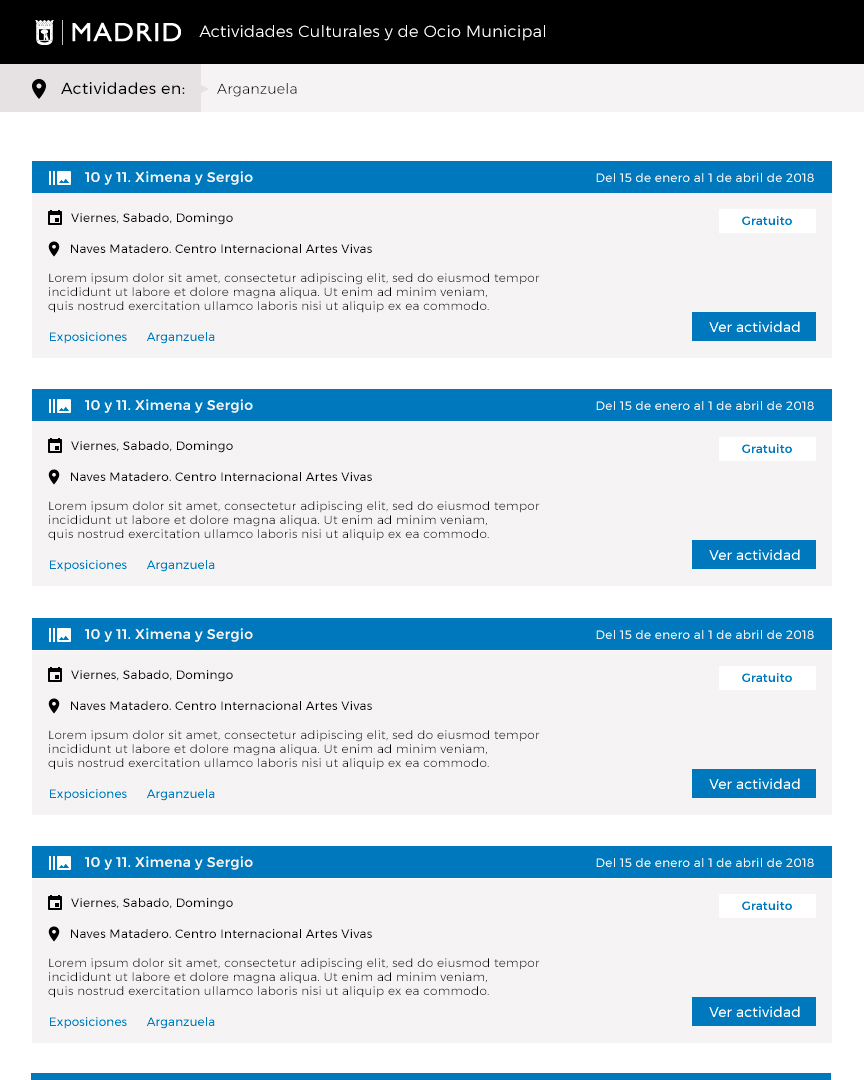 MADRID Actividades Culturales y de Ocio Municipal
Actividades en: Arganzuela
10 y 11. Ximena y Sergio Del 15 de enero al 1 de abril de 2018
Viernes, Sabado, Domingo Gratuito
Naves Matadero. Centro Internacional Artes Vivas
Lorem ipsum dolor sit amet, consectetur adipiscing elit, sed do eiusmod tempor
incididunt ut labore et dolore magna aliqua. Ut enim ad minim veniam,
quis nostrud exercitation ullamco laboris nisi ut aliquip ex ea commodo.
Ver actividad
Exposiciones Arganzuela
10 y 11. Ximena y Sergio Del 15 de enero al 1 de abril de 2018
Viernes, Sabado, Domingo Gratuito
Naves Matadero. Centro Internacional Artes Vivas
Lorem ipsum dolor sit amet, consectetur adipiscing elit, sed do eiusmod tempor
incididunt ut labore et dolore magna aliqua. Ut enim ad minim veniam,
quis nostrud exercitation ullamco laboris nisi ut aliquip ex ea commodo.
Ver actividad
Exposiciones Arganzuela
10 y 11. Ximena y Sergio Del 15 de enero al 1 de abril de 2018
Viernes, Sabado, Domingo Gratuito
Naves Matadero. Centro Internacional Artes Vivas
Lorem ipsum dolor sit amet, consectetur adipiscing elit, sed do eiusmod tempor
incididunt ut labore et dolore magna aliqua. Ut enim ad minim veniam,
quis nostrud exercitation ullamco laboris nisi ut aliquip ex ea commodo.
Ver actividad
Exposiciones Arganzuela
10 y 11. Ximena y Sergio Del 15 de enero al 1 de abril de 2018
Viernes, Sabado, Domingo Gratuito
Naves Matadero. Centro Internacional Artes Vivas
Lorem ipsum dolor sit amet, consectetur adipiscing elit, sed do eiusmod tempor
incididunt ut labore et dolore magna aliqua. Ut enim ad minim veniam,
quis nostrud exercitation ullamco laboris nisi ut aliquip ex ea commodo.
Ver actividad
Exposiciones Arganzuela